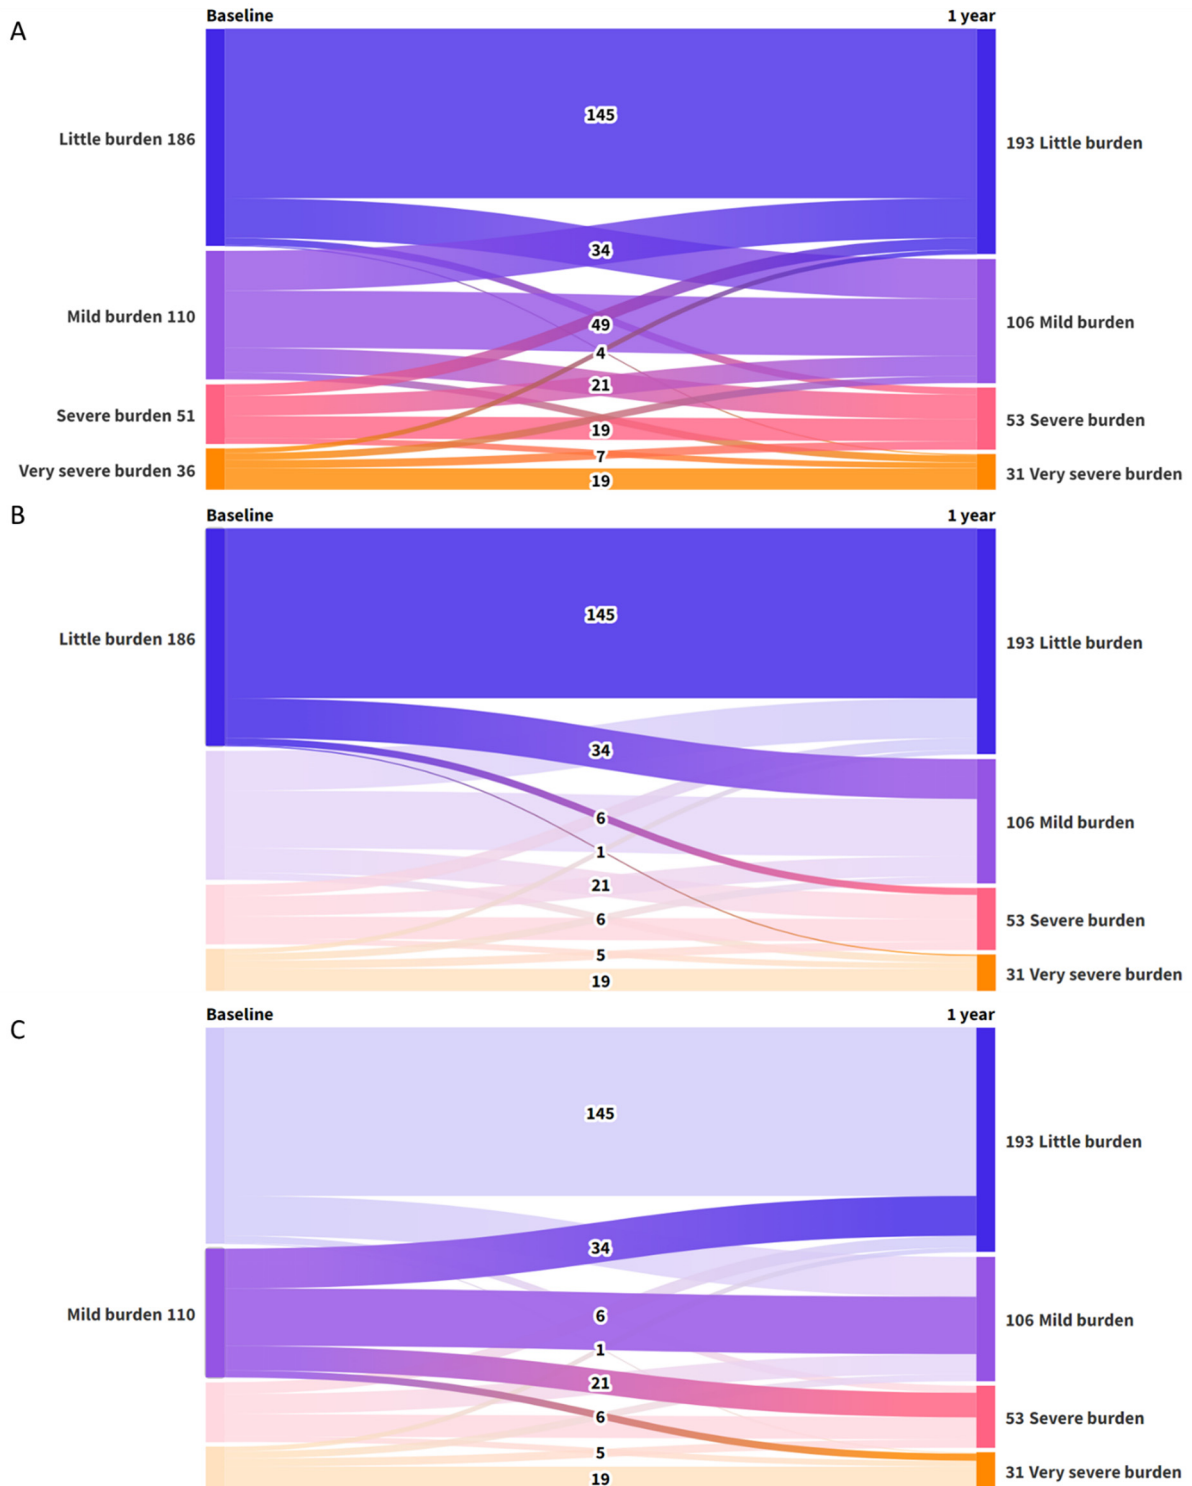 A
Baseline 1 year
Little burden 186
145
193 Little burden
34
Mild burden 110
49
106 Mild burden
4
21
Severe burden 51
19
53 Severe burden
7
Very severe burden 36
19
31 Very severe burden
B
Baseline 1 year
Little burden 186
145
193 Little burden
34
6
106 Mild burden
1
21
6
53 Severe burden
5
19
31 Very severe burden
C
Baseline 1 year
145
193 Little burden
34
Mild burden 110
6
106 Mild burden
1
21
6
53 Severe burden
5
19
31 Very severe burden